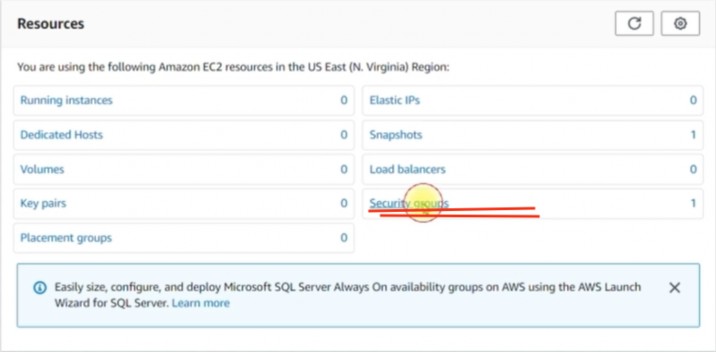 Resources
You are using the following Amazon EC2 resources in the US East (N. Virginia) Region:
Running instances 0 Elastic IPs 0
Dedicated Hosts 0 Snapshots 1
Volumes 0 Load balancers 0
Key pairs 0 Security groups 1
Placement groups 0
Easily size, configure, and deploy Microsoft SQL Server Always On availability groups on AWS using the AWS Launch
Wizard for SQL Server. Learn more